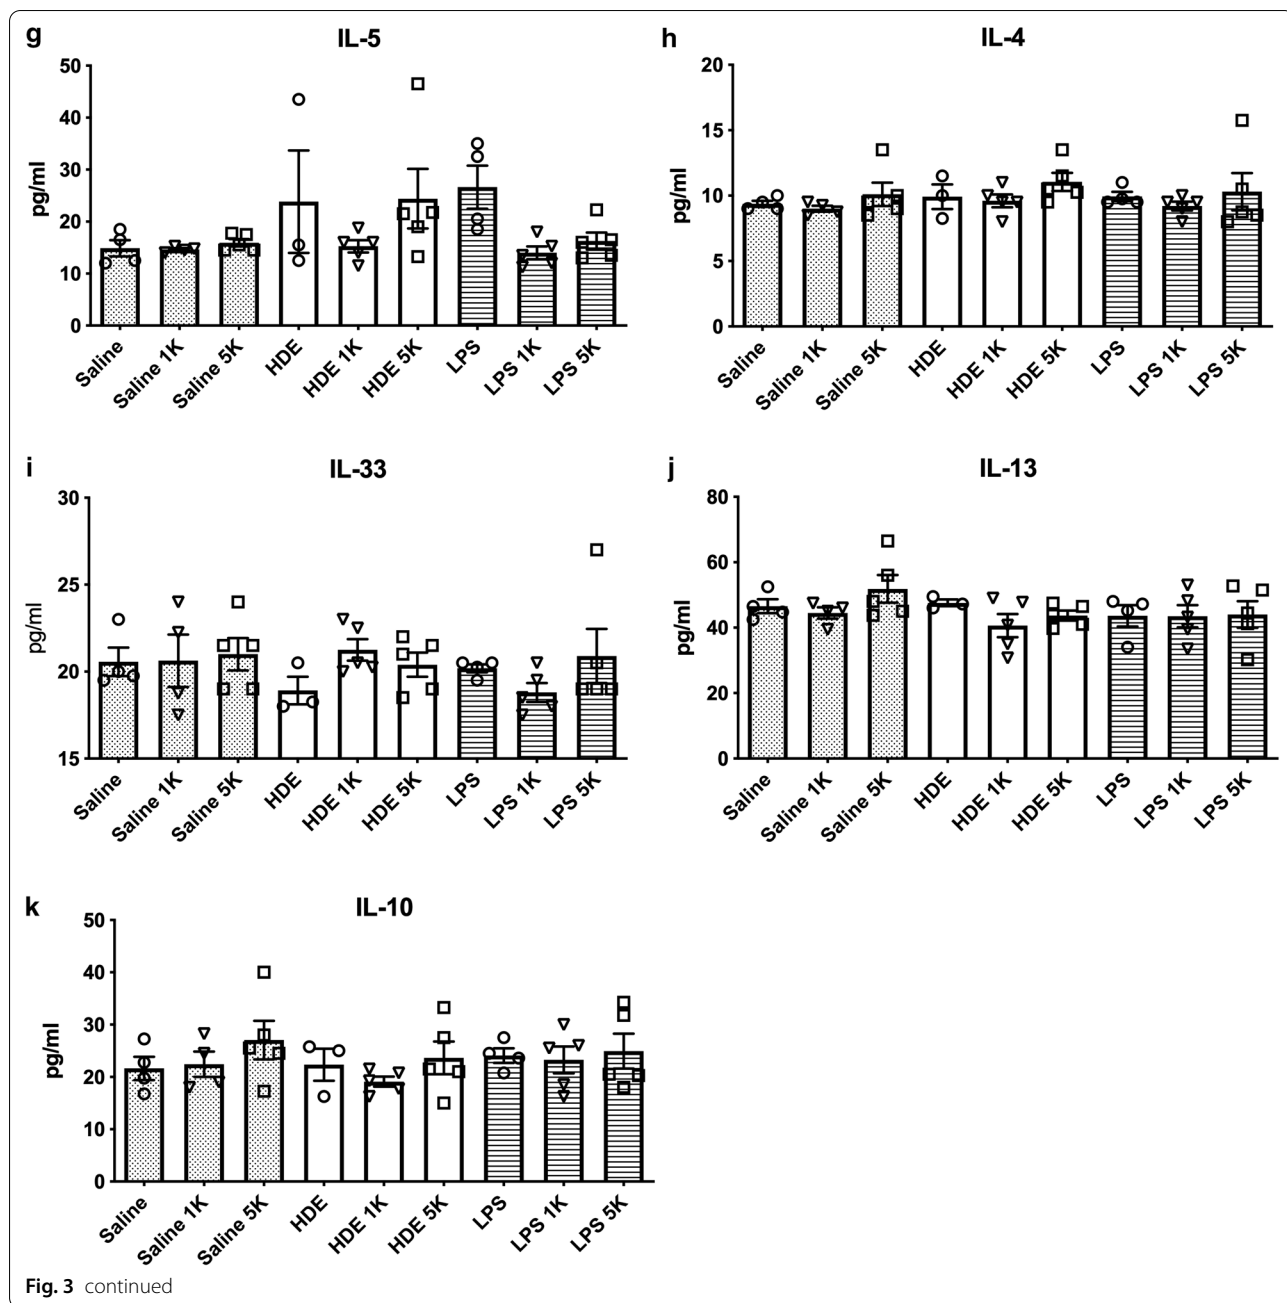 g
IL-5
pg/ml
50
40
30
20
10
0
Saline
Saline 1K
Saline 5K
HDE
HDE 1K
HDE 5K
LPS
LPS 1K
LPS 5K
h
IL-4
pg/ml
20
15
10
5
0
Saline
Saline 1K
Saline 5K
HDE
HDE 1K
HDE 5K
LPS
LPS 1K
LPS 5K
i
IL-33
pg/ml
30
25
20
15
Saline
Saline 1K
Saline 5K
HDE
HDE 1K
HDE 5K
LPS
LPS 1K
LPS 5K
j
IL-13
pg/ml
80
60
40
20
0
Saline
Saline 1K
Saline 5K
HDE
HDE 1K
HDE 5K
LPS
LPS 1K
LPS 5K
k
IL-10
pg/ml
50
40
30
20
10
0
Saline
Saline 1K
Saline 5K
HDE
HDE 1K
HDE 5K
LPS
LPS 1K
LPS 5K
Fig. 3 continued